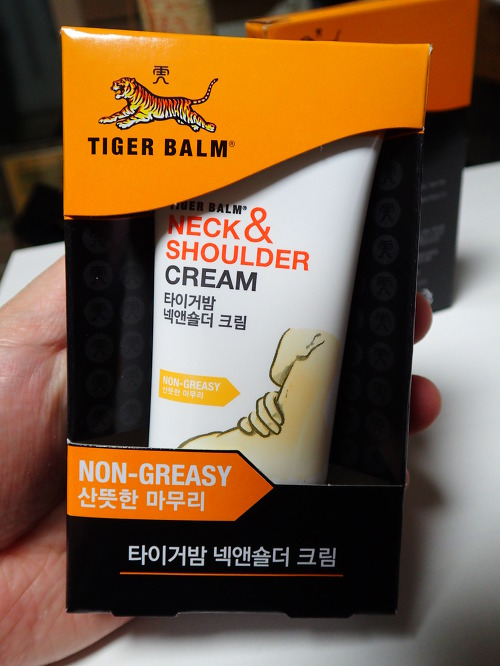 虎
TIGER BALM®
TIGER BALM®
NECK &
SHOULDER
CREAM
타이거밤
넥앤숄더 크림
NON-GREASY
산뜻한 마무리
NON-GREASY
산뜻한 마무리
타이거밤 넥앤숄더 크림